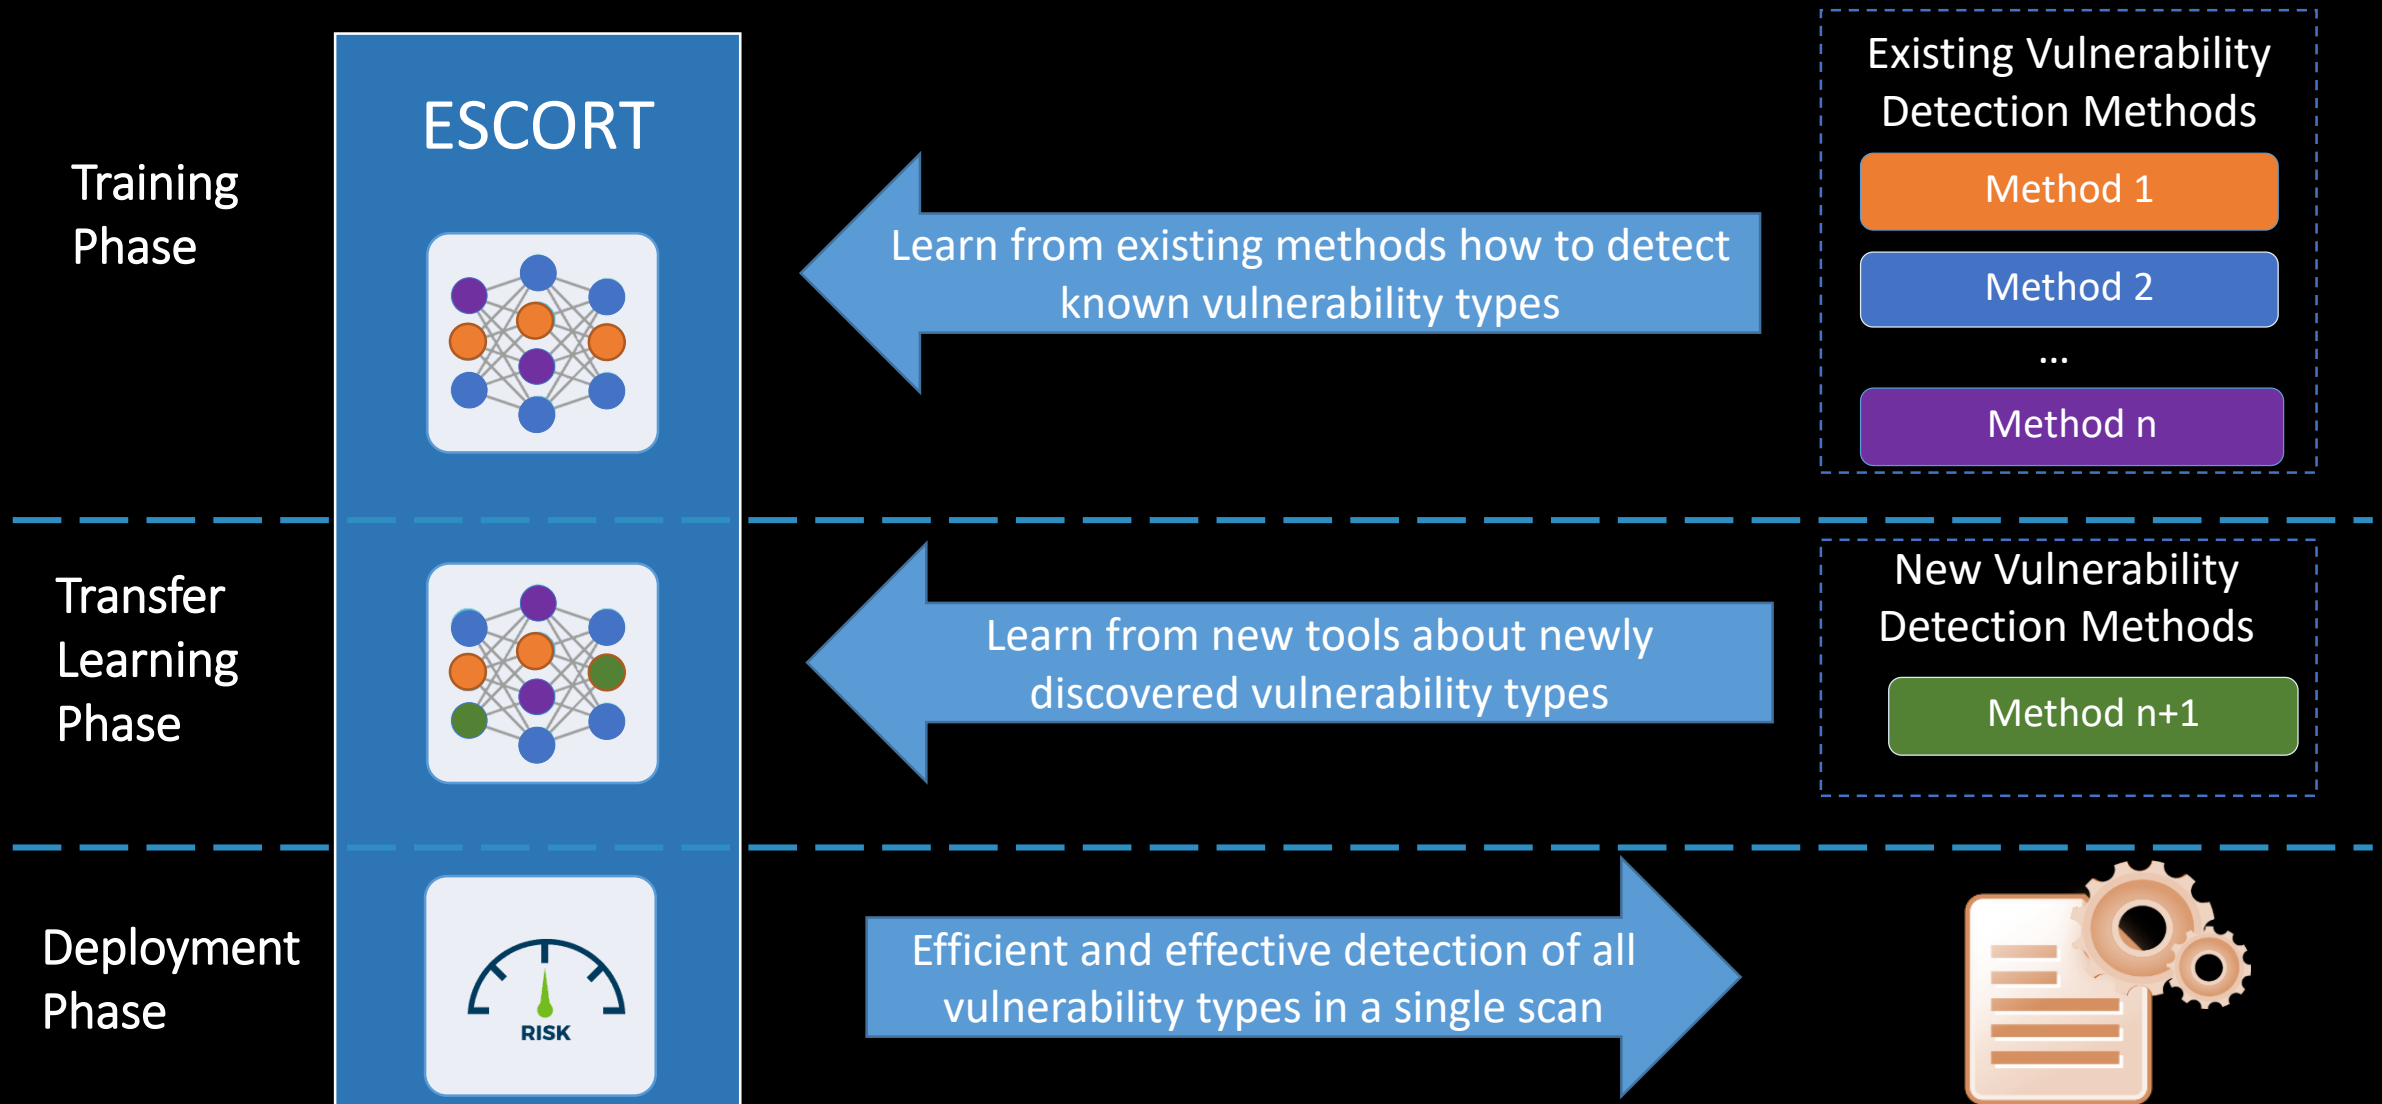 ESCORT
Training
Phase
Learn from existing methods how to detect
known vulnerability types
Existing Vulnerability
Detection Methods
Method 1
Method 2
...
Method n
Transfer
Learning
Phase
Learn from new tools about newly
discovered vulnerability types
New Vulnerability
Detection Methods
Method n+1
Deployment
Phase
RISK
Efficient and effective detection of all
vulnerability types in a single scan